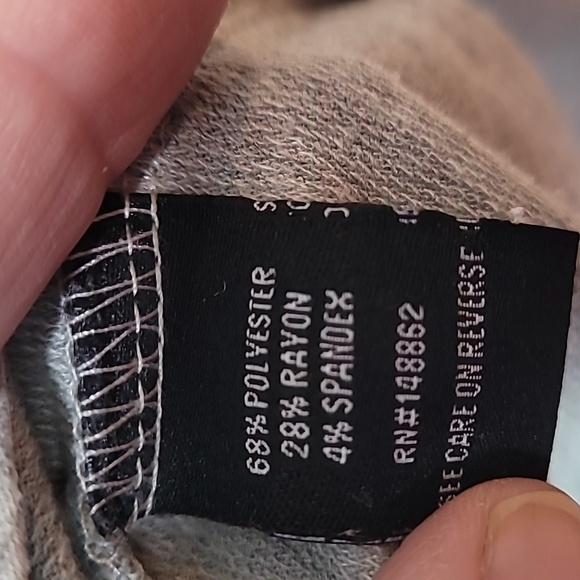 68% POLYESTER
28% RAYON
4% SPANDEX
RN#148862
SEE CARE ON REVERSE